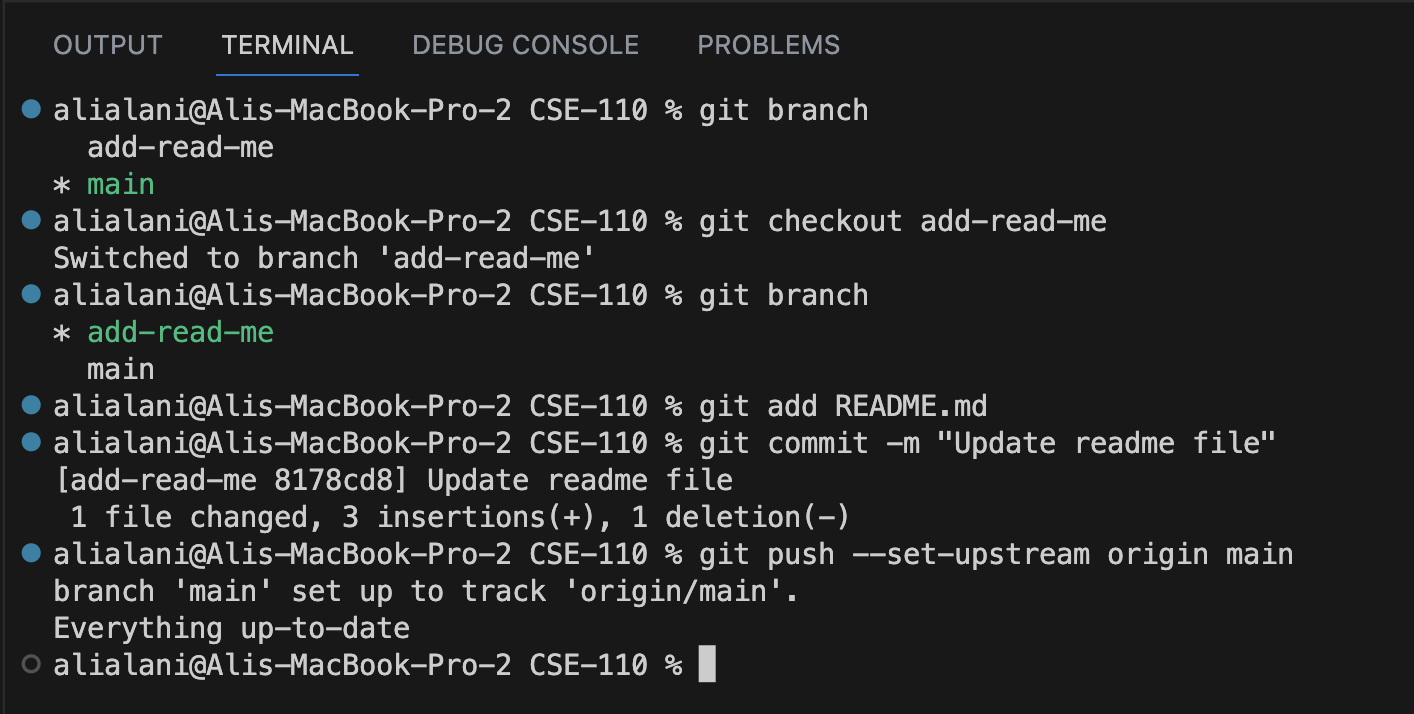 OUTPUT TERMINAL DEBUG CONSOLE PROBLEMS
alialani@Alis-MacBook-Pro-2 CSE-110 % git branch
  add-read-me
* main
alialani@Alis-MacBook-Pro-2 CSE-110 % git checkout add-read-me
Switched to branch 'add-read-me'
alialani@Alis-MacBook-Pro-2 CSE-110 % git branch
* add-read-me
  main
alialani@Alis-MacBook-Pro-2 CSE-110 % git add README.md
alialani@Alis-MacBook-Pro-2 CSE-110 % git commit -m "Update readme file"
[add-read-me 8178cd8] Update readme file
 1 file changed, 3 insertions(+), 1 deletion(-)
alialani@Alis-MacBook-Pro-2 CSE-110 % git push --set-upstream origin main
branch 'main' set up to track 'origin/main'.
Everything up-to-date
alialani@Alis-MacBook-Pro-2 CSE-110 %